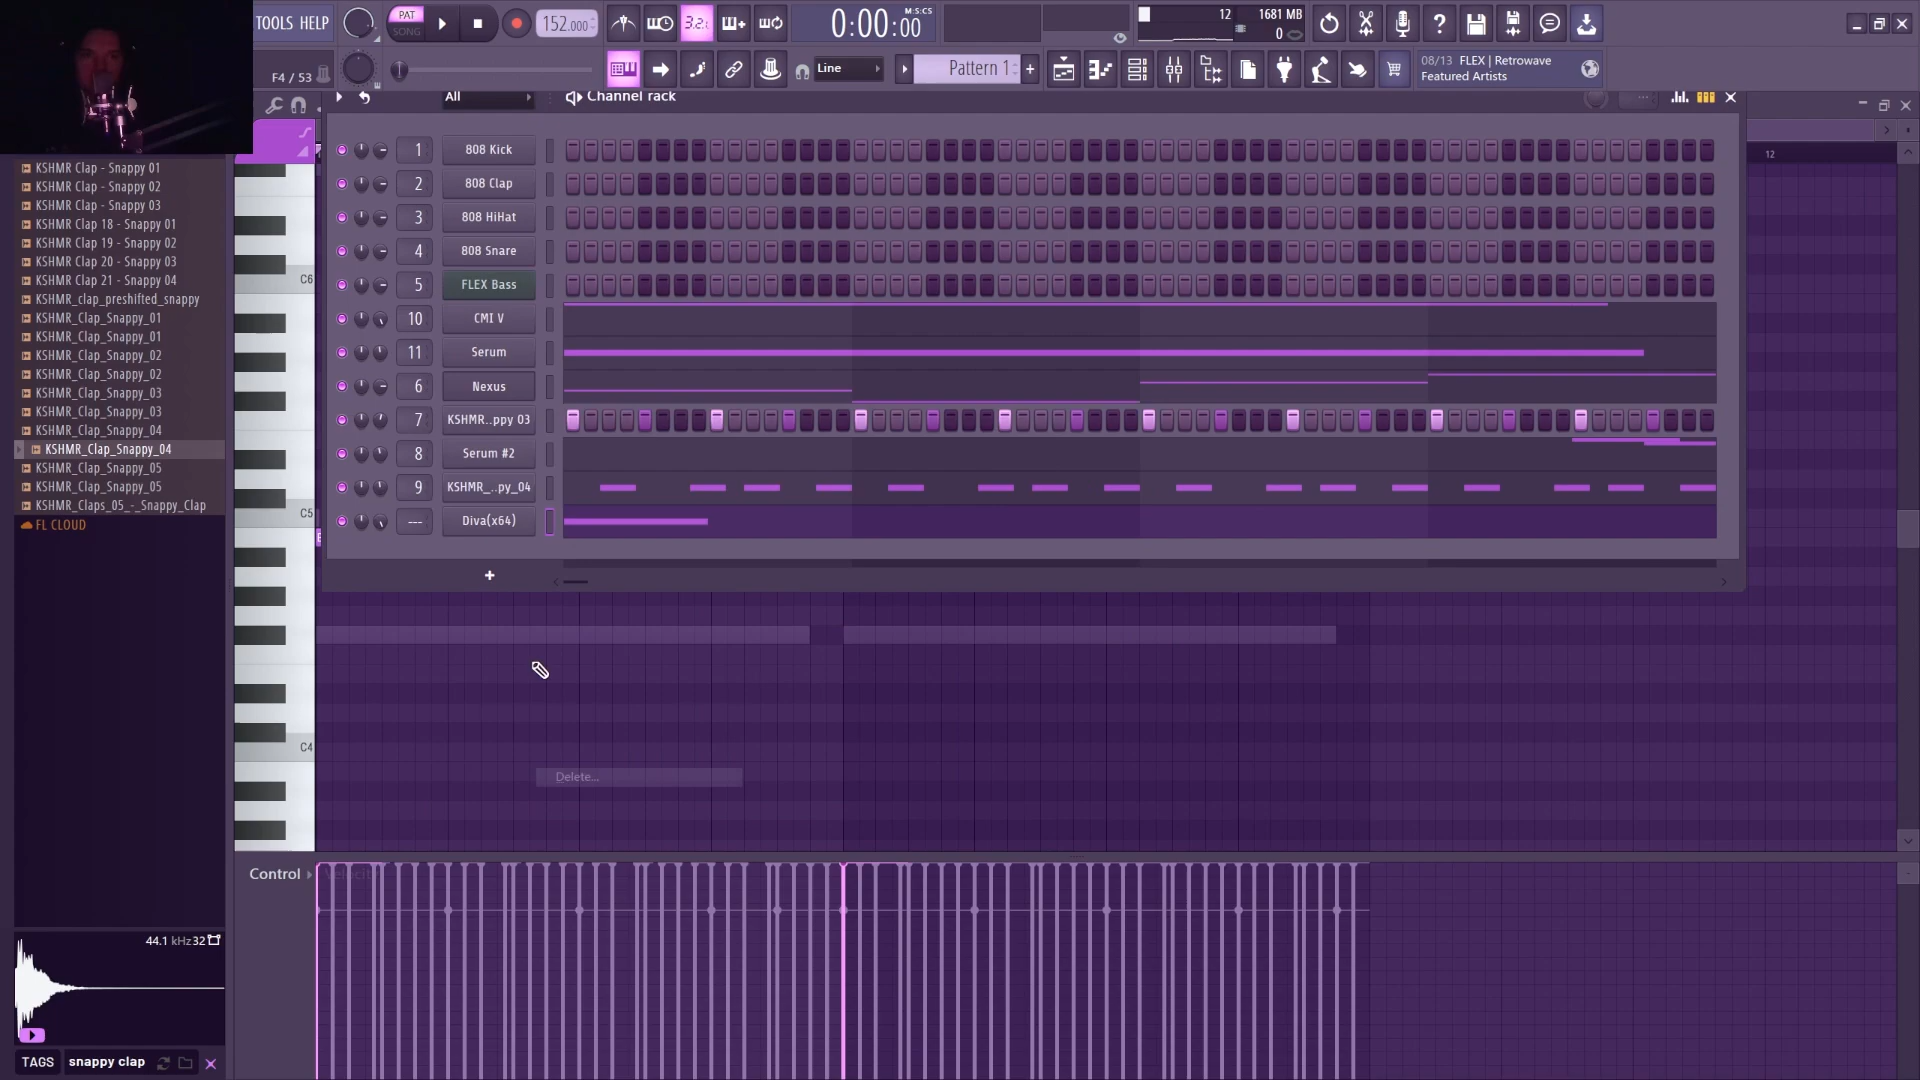 TOOLS HELP
PAT
SONG
152.000
3.2.
0:00:00
M:S:CS
12
1681 MB
0
F4 / 53
Line
Pattern 1
+
08/13 FLEX | Retrowave
Featured Artists
All
Channel rack
12
1 808 Kick
2 808 Clap
3 808 HiHat
4 808 Snare
5 FLEX Bass
10 CMI V
11 Serum
6 Nexus
7 KSHMR..ppy 03
8 Serum #2
9 KSHMR_..py_04
--- Diva(x64)
+
KSHMR Clap - Snappy 01
KSHMR Clap - Snappy 02
KSHMR Clap - Snappy 03
KSHMR Clap 18 - Snappy 01
KSHMR Clap 19 - Snappy 02
KSHMR Clap 20 - Snappy 03
KSHMR Clap 21 - Snappy 04
KSHMR_clap_preshifted_snappy
KSHMR_Clap_Snappy_01
KSHMR_Clap_Snappy_01
KSHMR_Clap_Snappy_02
KSHMR_Clap_Snappy_02
KSHMR_Clap_Snappy_03
KSHMR_Clap_Snappy_03
KSHMR_Clap_Snappy_04
KSHMR_Clap_Snappy_04
KSHMR_Clap_Snappy_05
KSHMR_Clap_Snappy_05
KSHMR_Claps_05_-_Snappy_Clap
FL CLOUD
C6
C5
C4
Delete...
Control
Velocity
44.1 kHz 32
TAGS snappy clap